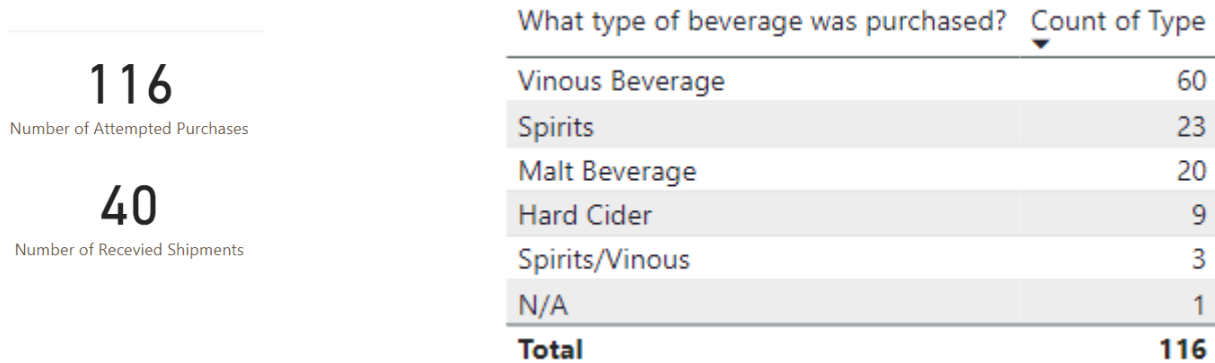 116
Number of Attempted Purchases
40
Number of Recevied Shipments
What type of beverage was purchased? Count of Type
Vinous Beverage 60
Spirits 23
Malt Beverage 20
Hard Cider 9
Spirits/Vinous 3
N/A 1
Total 116